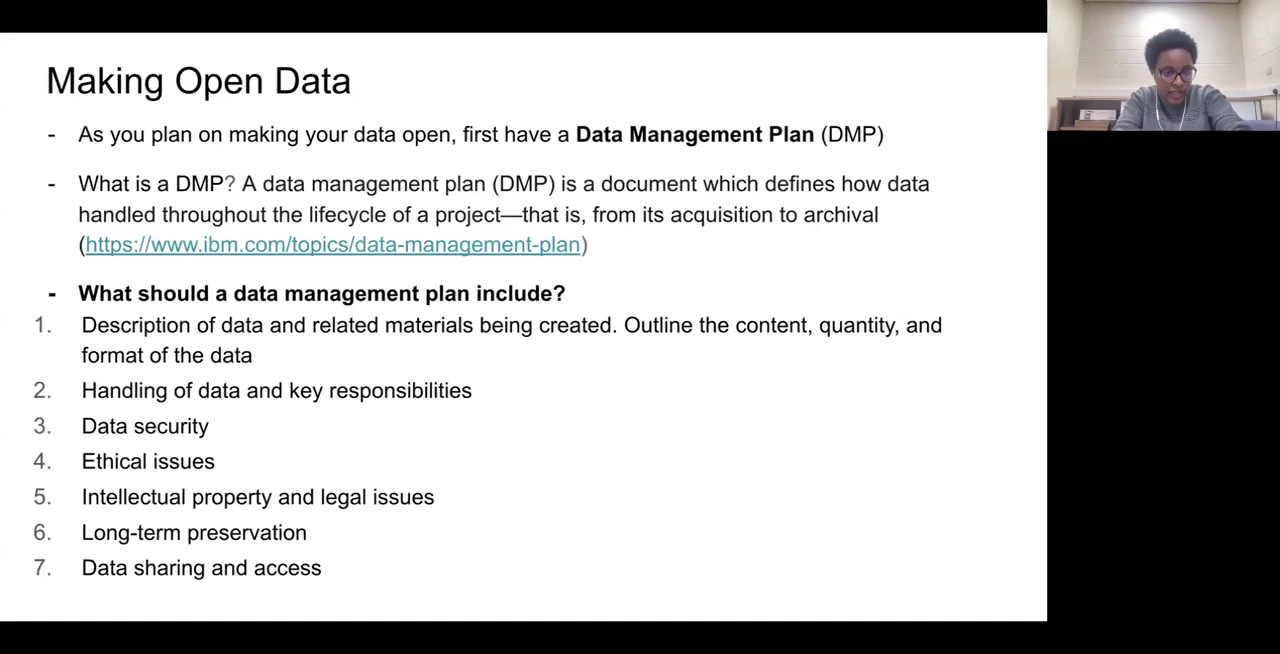 Making Open Data
- As you plan on making your data open, first have a Data Management Plan (DMP)
- What is a DMP? A data management plan (DMP) is a document which defines how data
handled throughout the lifecycle of a project—that is, from its acquisition to archival
(https://www.ibm.com/topics/data-management-plan)
- What should a data management plan include?
1. Description of data and related materials being created. Outline the content, quantity, and
format of the data
2. Handling of data and key responsibilities
3. Data security
4. Ethical issues
5. Intellectual property and legal issues
6. Long-term preservation
7. Data sharing and access